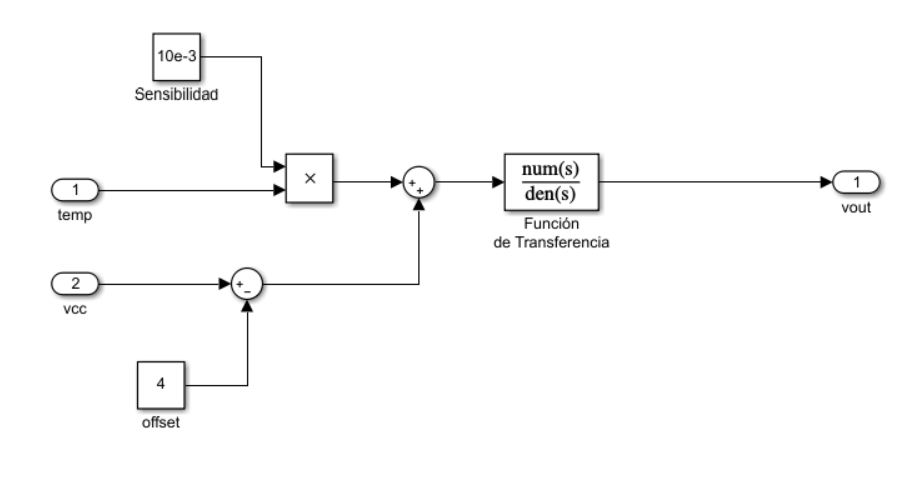 10e-3
Sensibilidad
×
1
temp
+
+
num(s)
den(s)
Función
de Transferencia
1
vout
2
vcc
+
−
4
offset